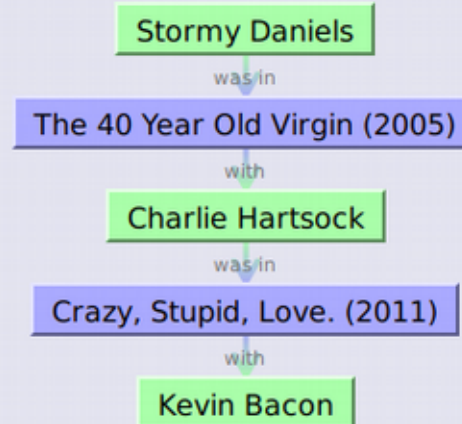 Stormy Daniels
was in
The 40 Year Old Virgin (2005)
with
Charlie Hartsock
was in
Crazy, Stupid, Love. (2011)
with
Kevin Bacon